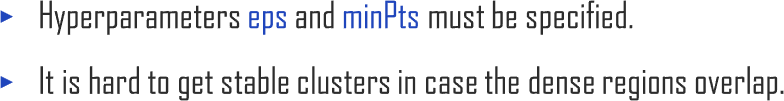 ▸ Hyperparameters eps and minPts must be specified.
▸ It is hard to get stable clusters in case the dense regions overlap.